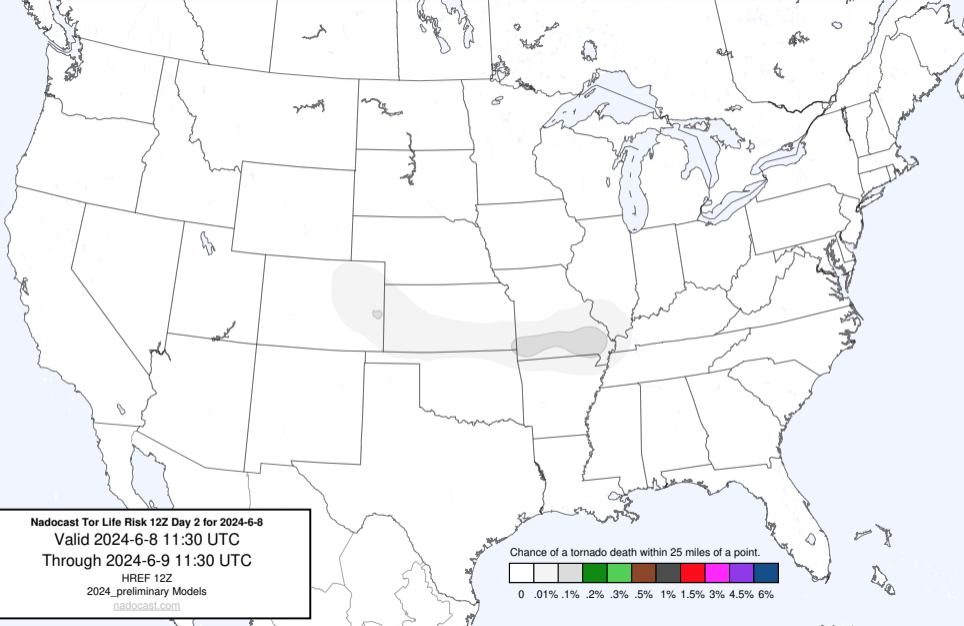 Nadocast Tor Life Risk 12Z Day 2 for 2024-6-8
Valid 2024-6-8 11:30 UTC
Through 2024-6-9 11:30 UTC
HREF 12Z
2024_preliminary Models
nadocast.com
Chance of a tornado death within 25 miles of a point.
0 .01% .1% .2% .3% .5% 1% 1.5% 3% 4.5% 6%